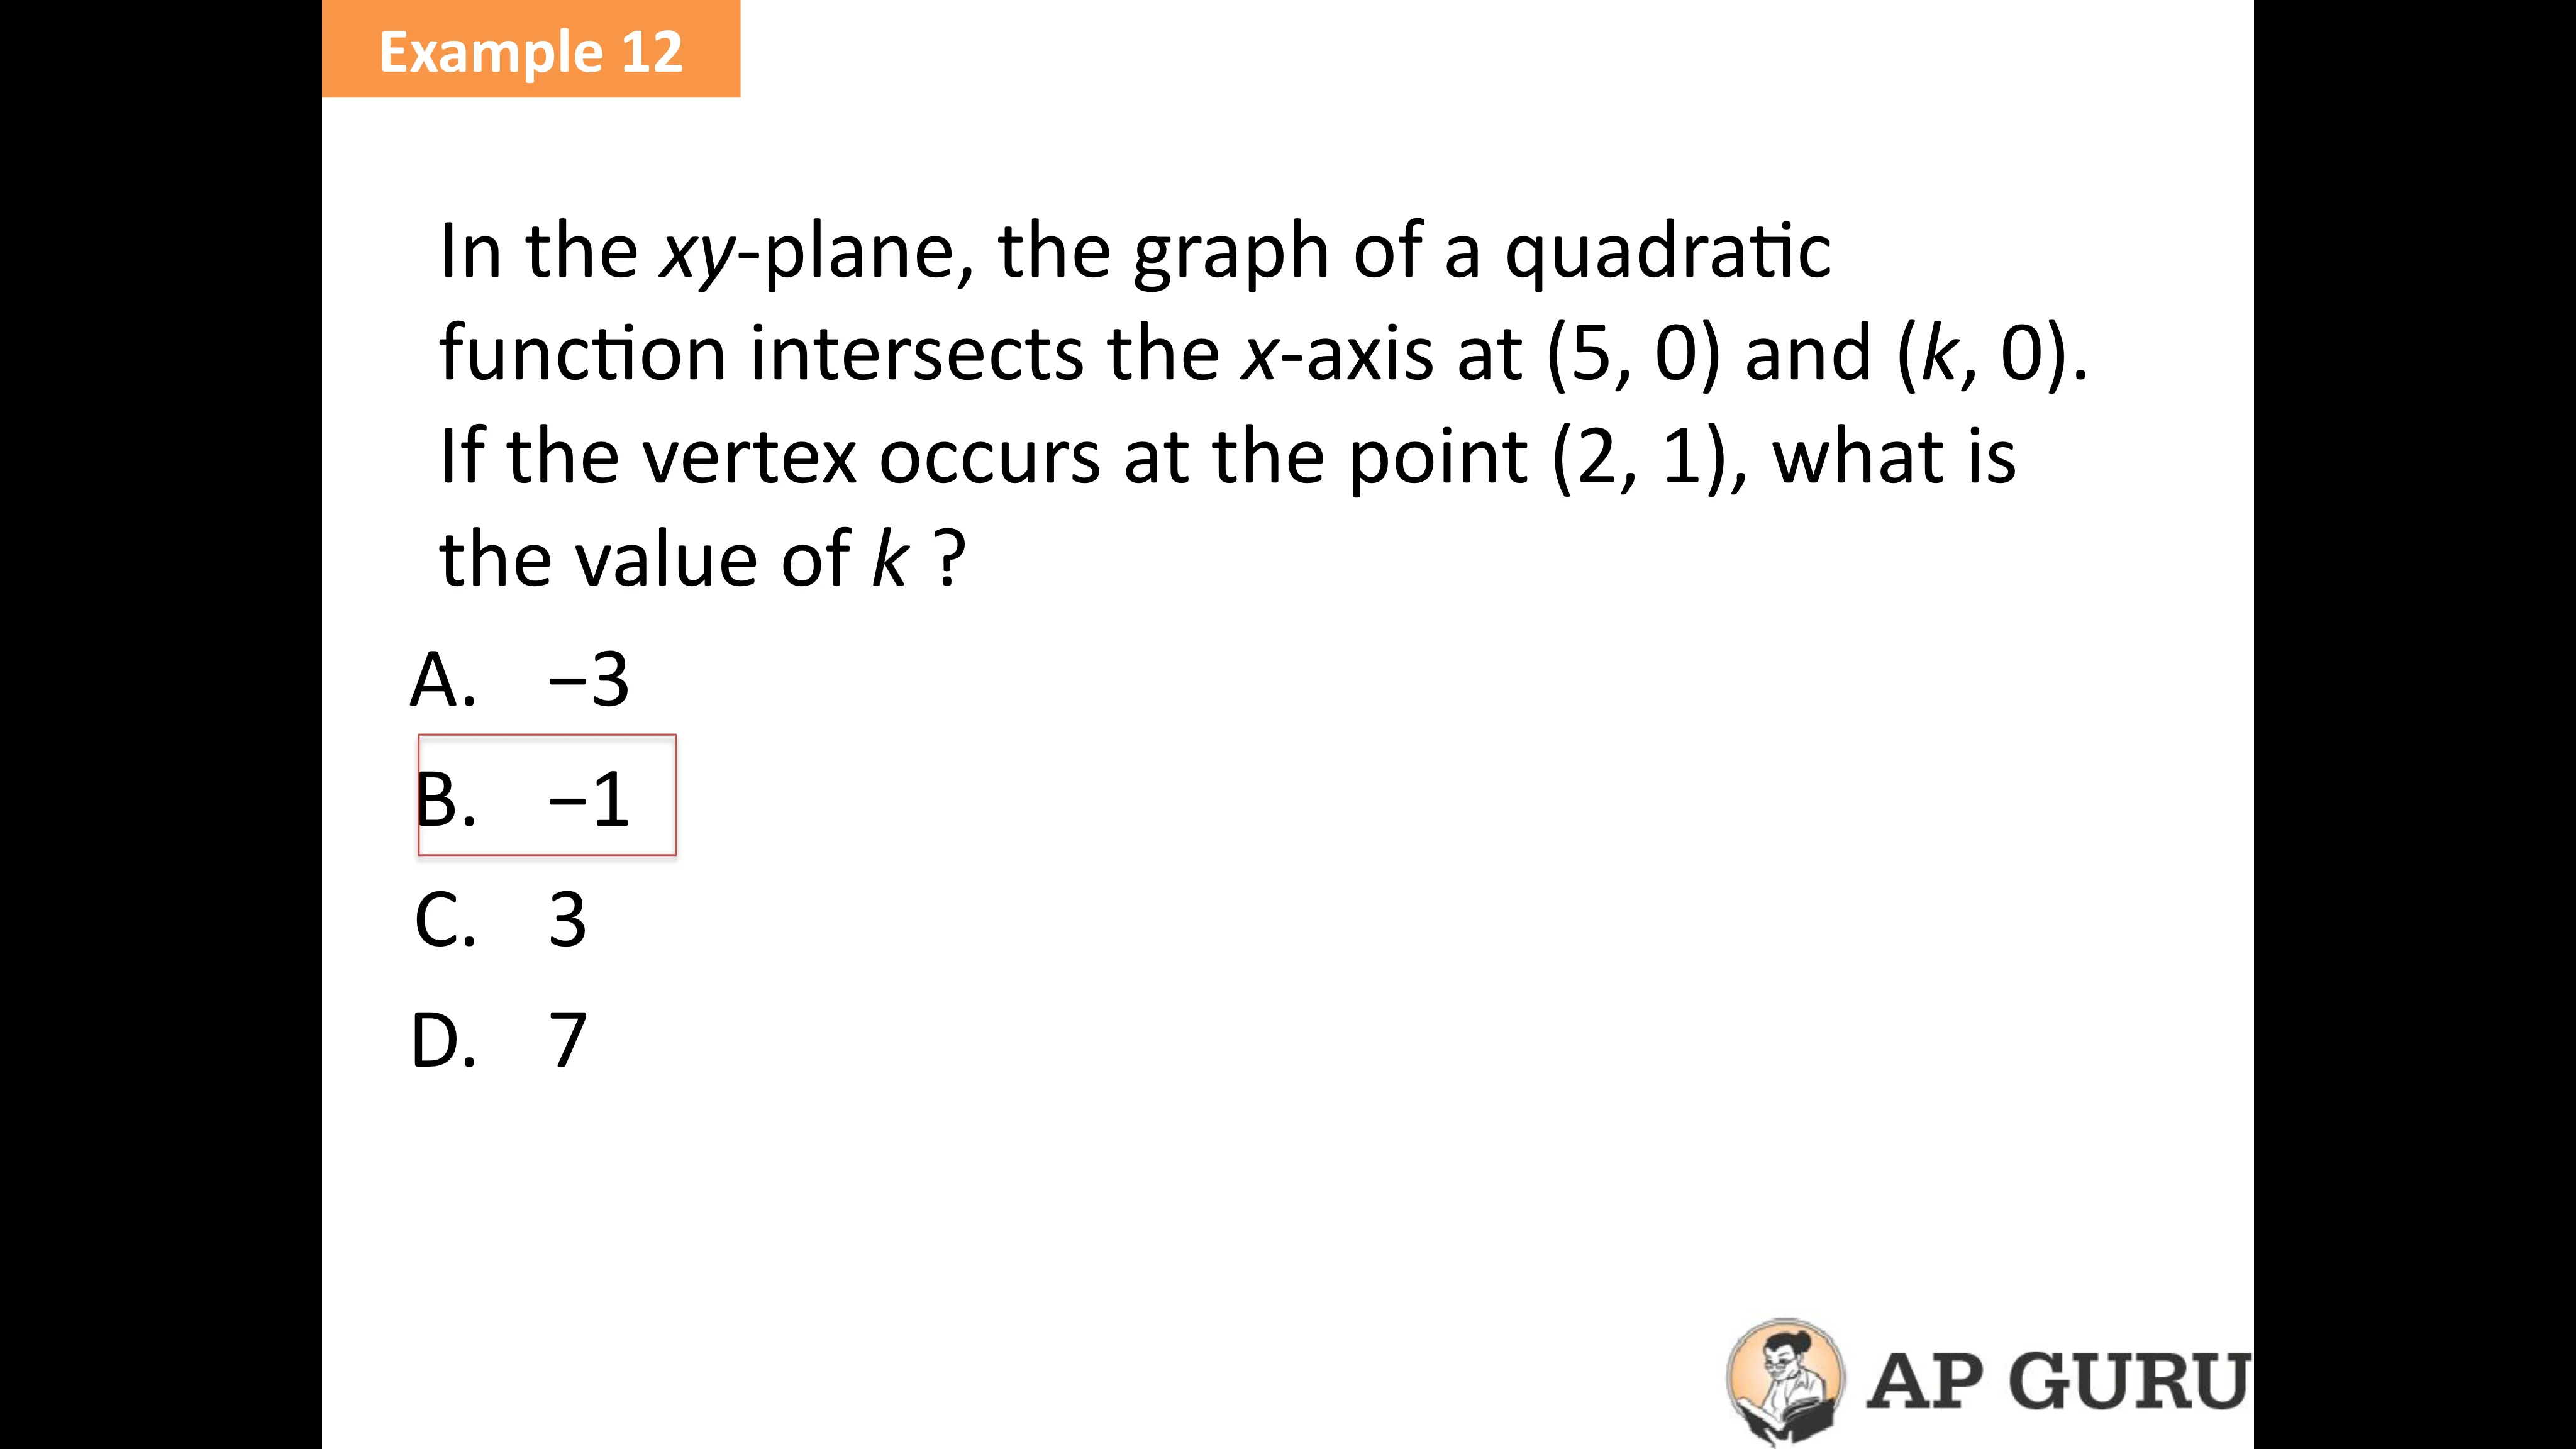 Example 12
In the xy-plane, the graph of a quadratic
function intersects the x-axis at (5, 0) and (k, 0).
If the vertex occurs at the point (2, 1), what is
the value of k ?
A. –3
B. –1
C. 3
D. 7
AP GURU